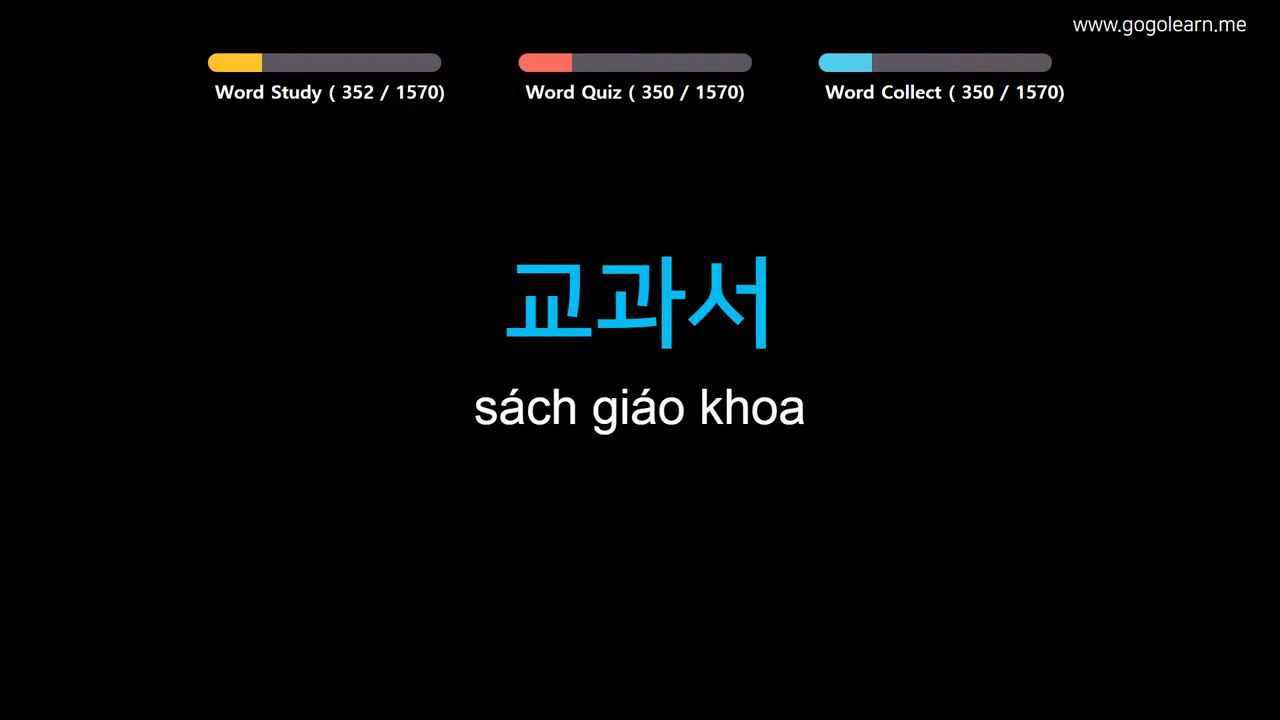 www.gogolearn.me
Word Study ( 352 / 1570)
Word Quiz ( 350 / 1570)
Word Collect ( 350 / 1570)
교과서
sách giáo khoa